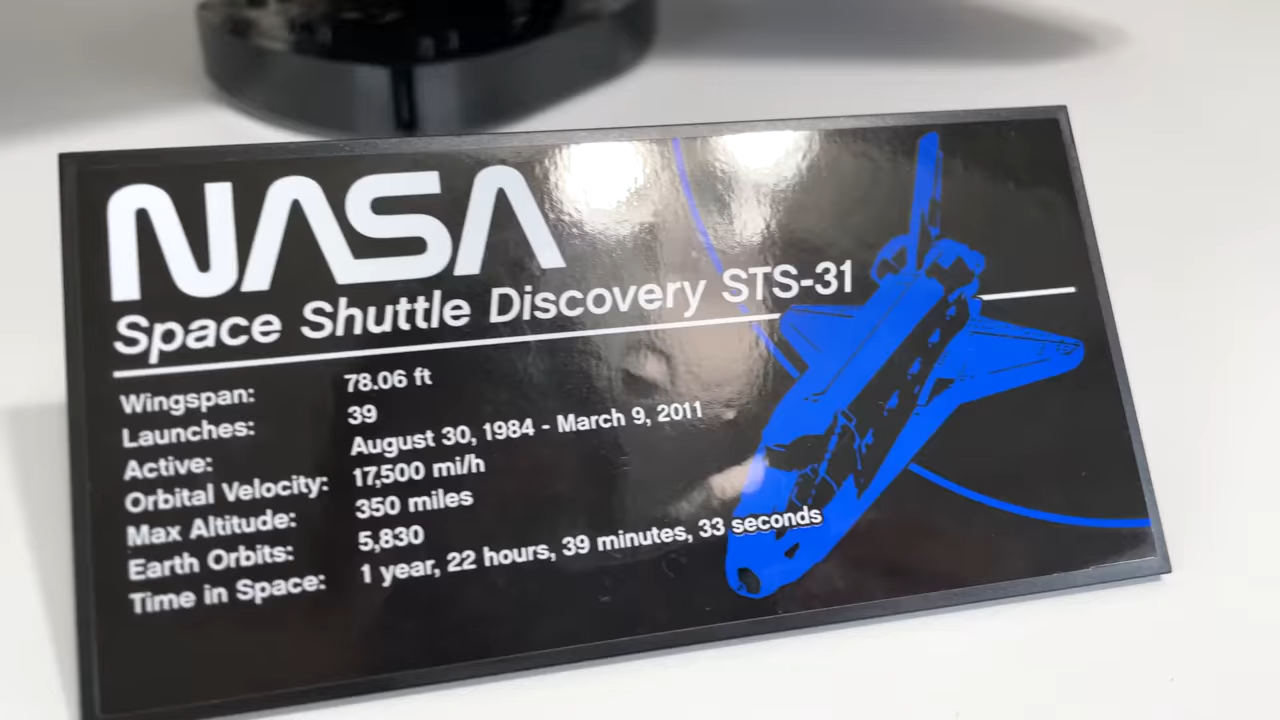 NASA
Space Shuttle Discovery STS-31
Wingspan: 78.06 ft
Launches: 39
Active: August 30, 1984 - March 9, 2011
Orbital Velocity: 17,500 mi/h
Max Altitude: 350 miles
Earth Orbits: 5,830
Time in Space: 1 year, 22 hours, 39 minutes, 33 seconds